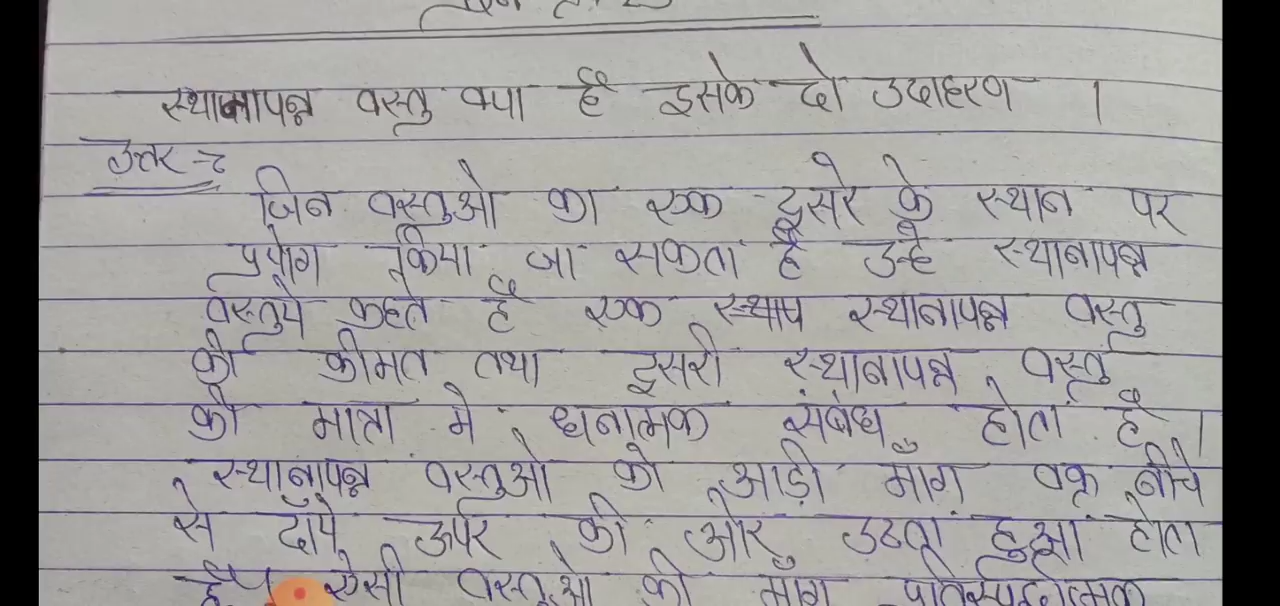 स्थानापन्न वस्तु क्या है इसके दो उदाहरण ।
उत्तर -
जिन वस्तुओ का एक दूसरे के स्थान पर
प्रयोग किया जा सकता है उन्हे स्थानापन्न
वस्तुये कहते है एक स्थाप स्थानापन्न वस्तु
की कीमत तथा दूसरी स्थानापन्न वस्तु
की मात्रा मे धनात्मक संबंध होता है ।
स्थानापन्न वस्तुओ को आड़ी माँग वक्र नीचे
से दाँये ऊपर की ओर उठता हुआ होता
है ऐसी वस्तुओ की माँग